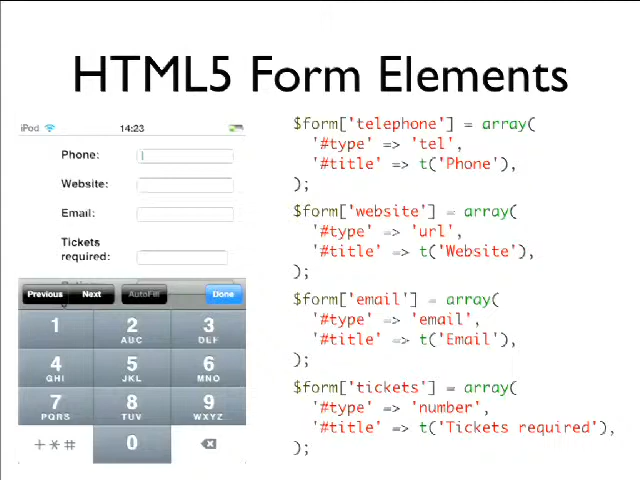 HTML5 Form Elements
iPod 14:23
Phone:
Website:
Email:
Tickets
required:
Previous Next AutoFill Done
1 2 ABC 3 DEF
4 GHI 5 JKL 6 MNO
7 PQRS 8 TUV 9 WXYZ
+*# 0
$form['telephone'] = array(
'#type' => 'tel',
'#title' => t('Phone'),
);
$form['website'] = array(
'#type' => 'url',
'#title' => t('Website'),
);
$form['email'] = array(
'#type' => 'email',
'#title' => t('Email'),
);
$form['tickets'] = array(
'#type' => 'number',
'#title' => t('Tickets required'),
);